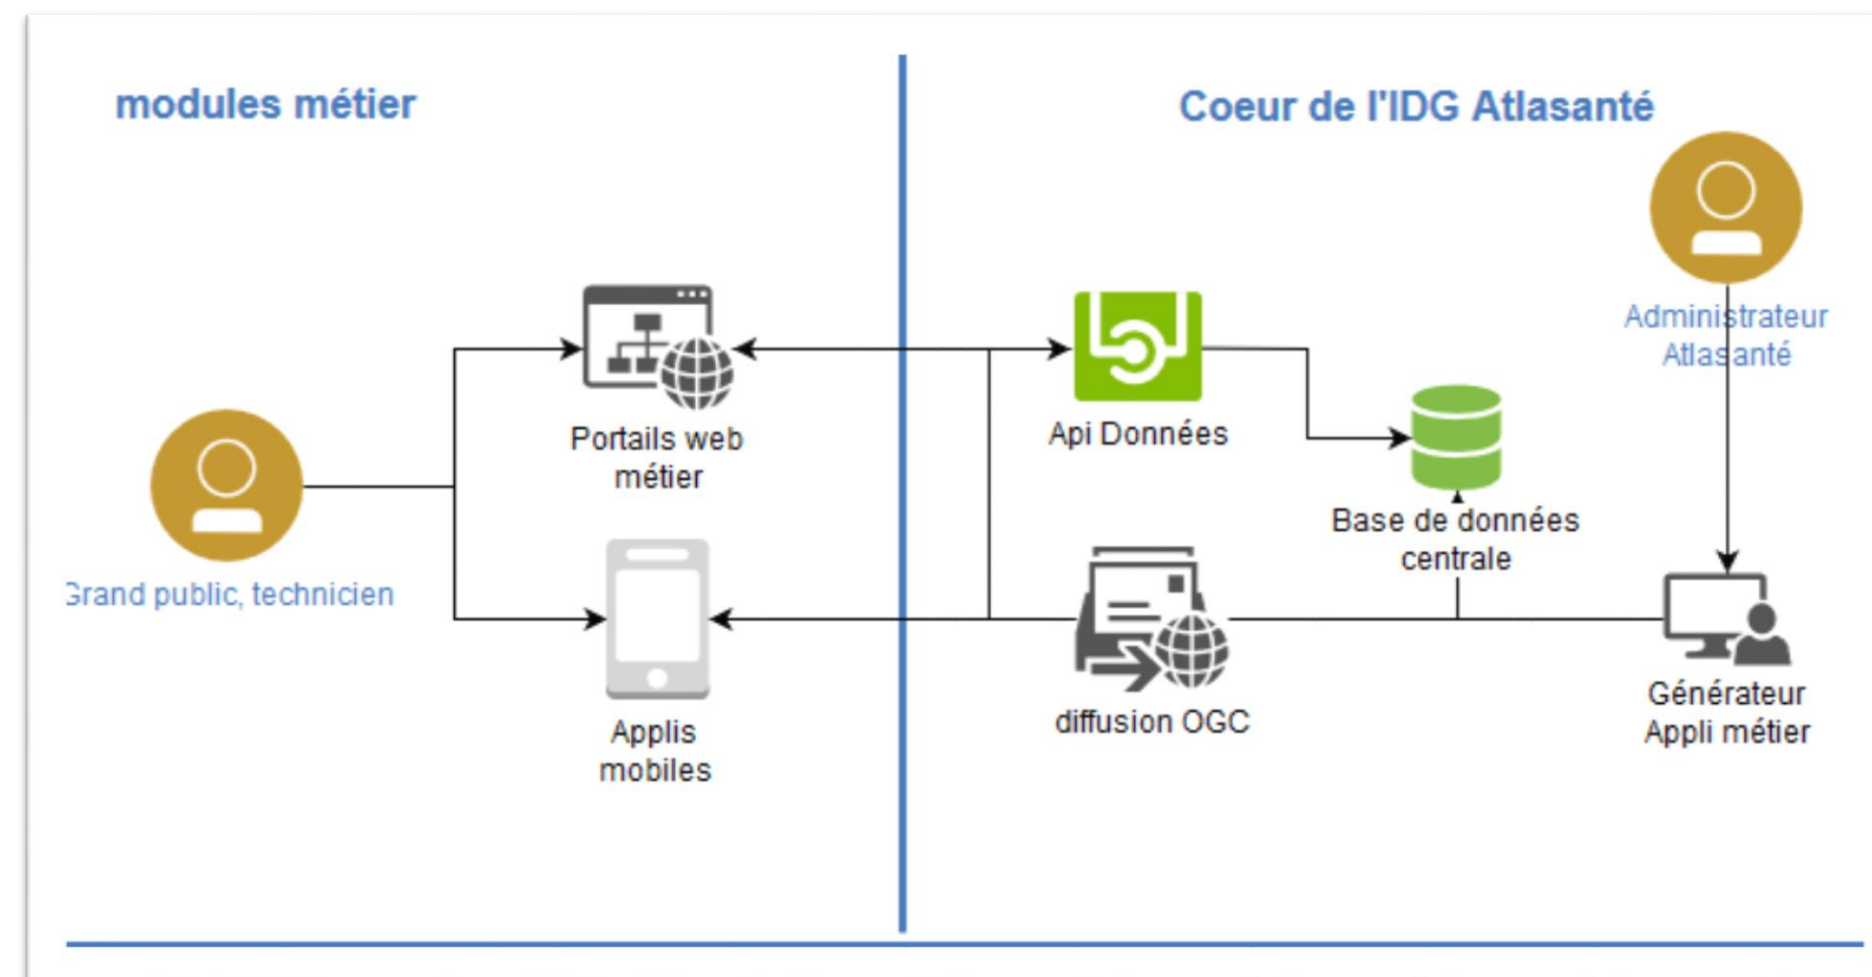 modules métier
Coeur de l'IDG Atlasanté
Administrateur
Atlasanté
Portails web
métier
Api Données
Base de données
centrale
Grand public, technicien
Générateur
Appli métier
diffusion OGC
Applis
mobiles